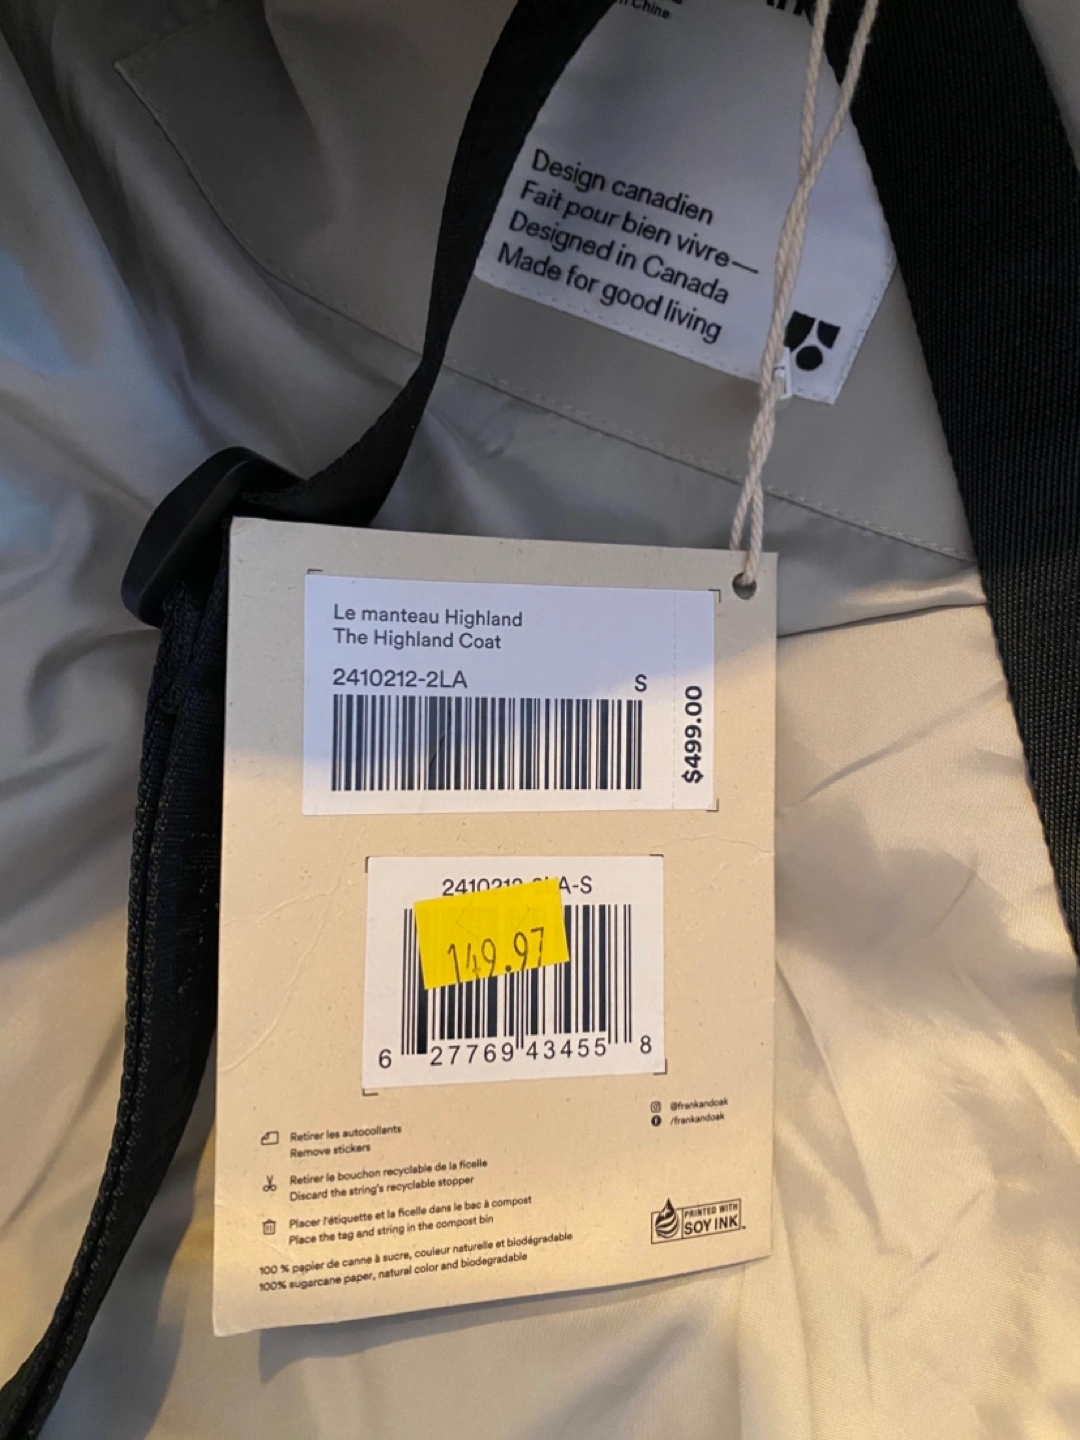 China
Design canadien
Fait pour bien vivre—
Designed in Canada
Made for good living
Le manteau Highland
The Highland Coat
2410212-2LA
S
$499.00
A-S
149.97
6 27769 43455 8
@frankandoak
/frankandoak
Retirer les autocollants
Remove stickers
Retirer le bouchon recyclable de la ficelle
Discard the string's recyclable stopper
Placer l'étiquette et la ficelle dans le bac à compost
Place the tag and string in the compost bin
PRINTED WITH
SOY INK
100 % papier de canne à sucre, couleur naturelle et biodégradable
100% sugarcane paper, natural color and biodegradable